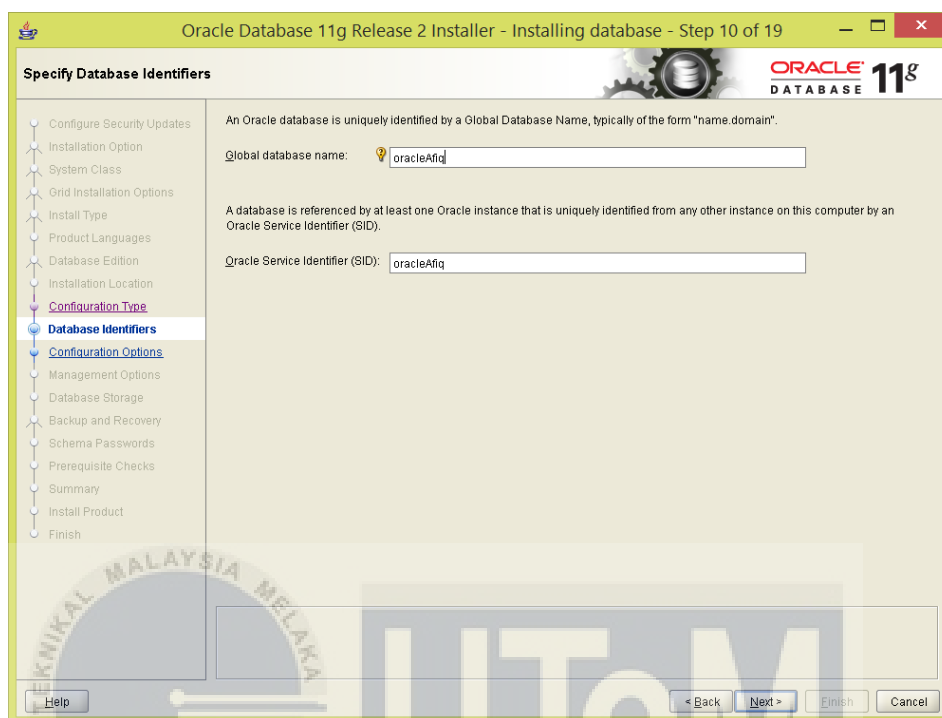 Oracle Database 11g Release 2 Installer - Installing database - Step 10 of 19
Specify Database Identifiers
ORACLE
DATABASE
11g
Configure Security Updates
Installation Option
System Class
Grid Installation Options
Install Type
Product Languages
Database Edition
Installation Location
Configuration Type
Database Identifiers
Configuration Options
Management Options
Database Storage
Backup and Recovery
Schema Passwords
Prerequisite Checks
Summary
Install Product
Finish
An Oracle database is uniquely identified by a Global Database Name, typically of the form "name.domain".
Global database name:
oracleAfiq
A database is referenced by at least one Oracle instance that is uniquely identified from any other instance on this computer by an
Oracle Service Identifier (SID).
Oracle Service Identifier (SID):
oracleAfiq
TEKNIKAL MALAYSIA MELAKA
UTeM
Help
< Back
Next >
Finish
Cancel